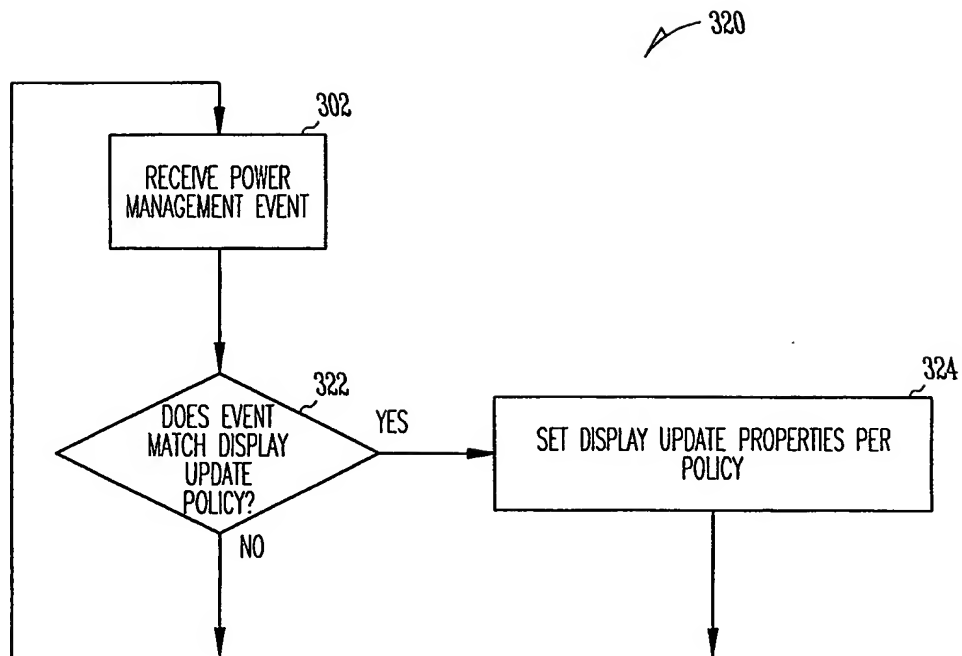 320
302
RECEIVE POWER
MANAGEMENT EVENT
322
DOES EVENT
MATCH DISPLAY
UPDATE
POLICY?
YES
NO
324
SET DISPLAY UPDATE PROPERTIES PER
POLICY